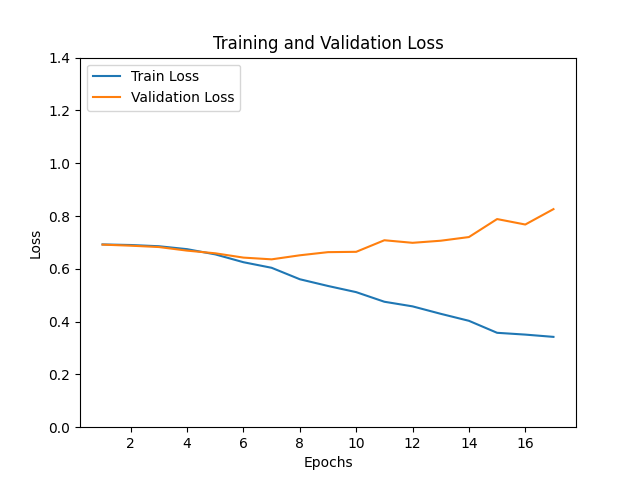 Training and Validation Loss
1.4
1.2
1.0
0.8
0.6
0.4
0.2
0.0
Loss
Train Loss
Validation Loss
2 4 6 8 10 12 14 16
Epochs